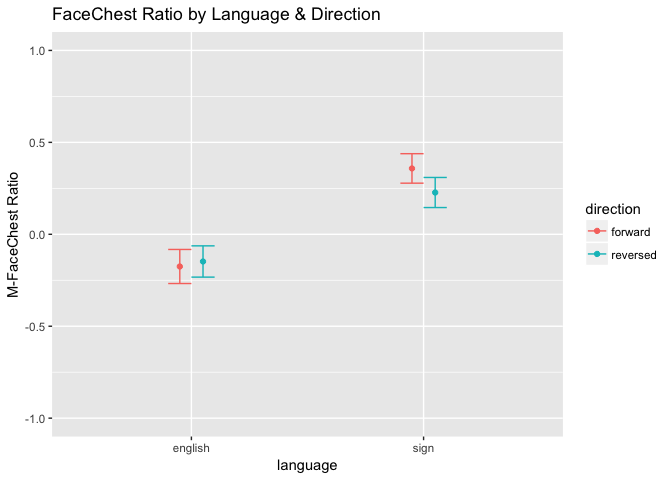 FaceChest Ratio by Language & Direction
M-FaceChest Ratio
1.0
0.5
0.0
-0.5
-1.0
english
sign
language
direction
forward
reversed